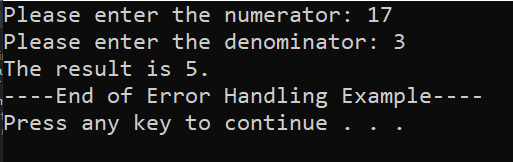 Please enter the numerator: 17
Please enter the denominator: 3
The result is 5.
----End of Error Handling Example----
Press any key to continue . . .